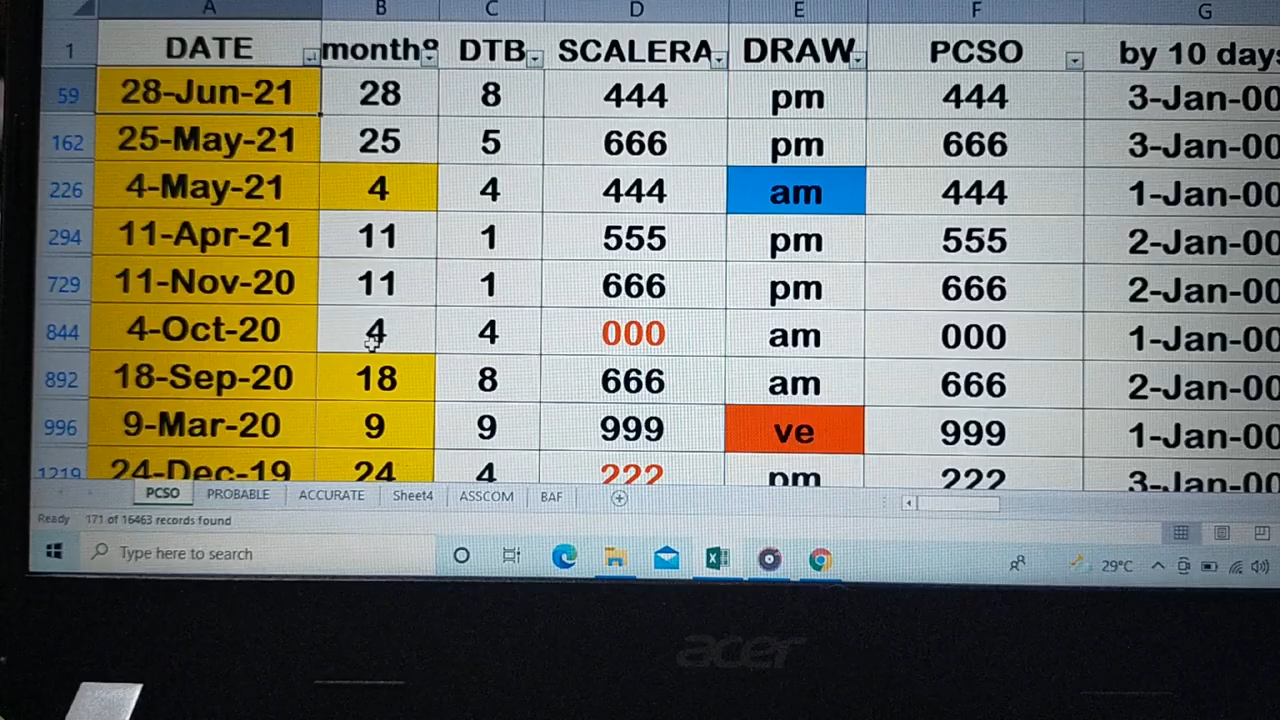 A B C D E F G
1 DATE month° DTB SCALERA DRAW PCSO by 10 days
59 28-Jun-21 28 8 444 pm 444 3-Jan-00
162 25-May-21 25 5 666 pm 666 3-Jan-00
226 4-May-21 4 4 444 am 444 1-Jan-00
294 11-Apr-21 11 1 555 pm 555 2-Jan-00
729 11-Nov-20 11 1 666 pm 666 2-Jan-00
844 4-Oct-20 4 4 000 am 000 1-Jan-00
892 18-Sep-20 18 8 666 am 666 2-Jan-00
996 9-Mar-20 9 9 999 ve 999 1-Jan-00
1219 24-Dec-19 24 4 222 pm 222 3-Jan-00
PCSO PROBABLE ACCURATE Sheet4 ASSCOM BAF
Ready 171 of 16463 records found
Type here to search 29°C
acer